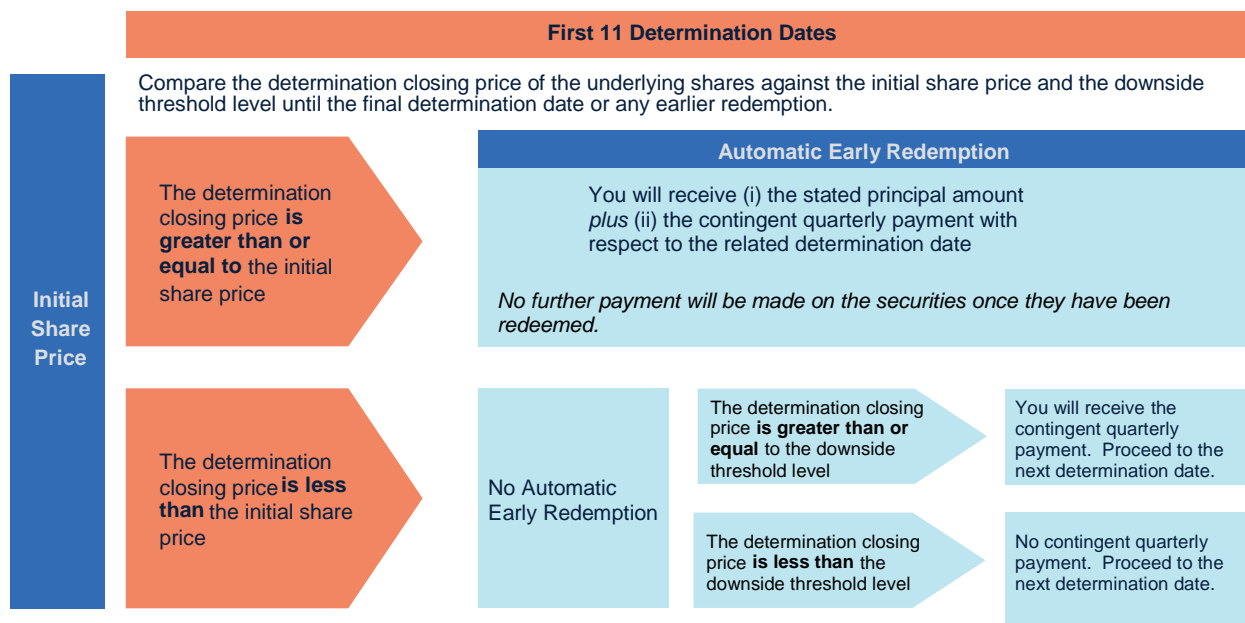 First 11 Determination Dates
Compare the determination closing price of the underlying shares against the initial share price and the downside
threshold level until the final determination date or any earlier redemption.
Initial
Share
Price
The determination
closing price is
greater than or
equal to the initial
share price
Automatic Early Redemption
You will receive (i) the stated principal amount
plus (ii) the contingent quarterly payment with
respect to the related determination date
No further payment will be made on the securities once they have been
redeemed.
The determination
closing price is less
than the initial share
price
No Automatic
Early Redemption
The determination closing
price is greater than or
equal to the downside
threshold level
You will receive the
contingent quarterly
payment. Proceed to the
next determination date.
The determination closing
price is less than the
downside threshold level
No contingent quarterly
payment. Proceed to the
next determination date.